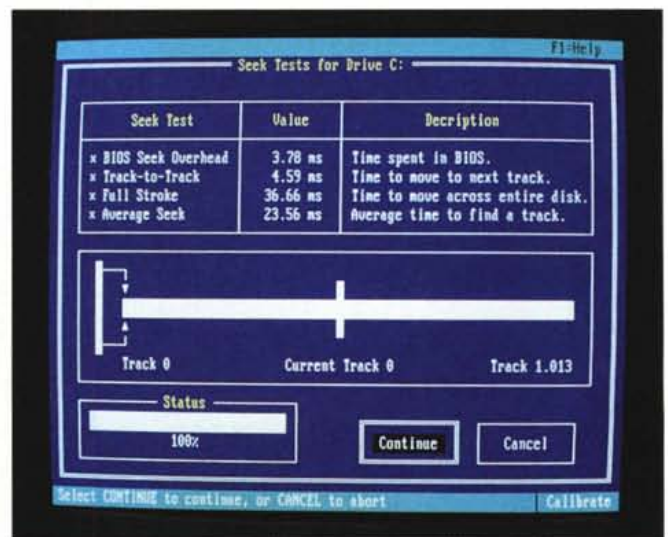 F1=Help
Seek Tests for Drive C:
Seek Test Value Decription
x BIOS Seek Overhead 3.78 ms Time spent in BIOS.
x Track-to-Track 4.59 ms Time to move to next track.
x Full Stroke 36.66 ms Time to move across entire disk.
x Average Seek 23.56 ms Average time to find a track.
Track 0 Current Track 0 Track 1.013
Status
100%
Continue Cancel
Select CONTINUE to continue, or CANCEL to abort Calibrate